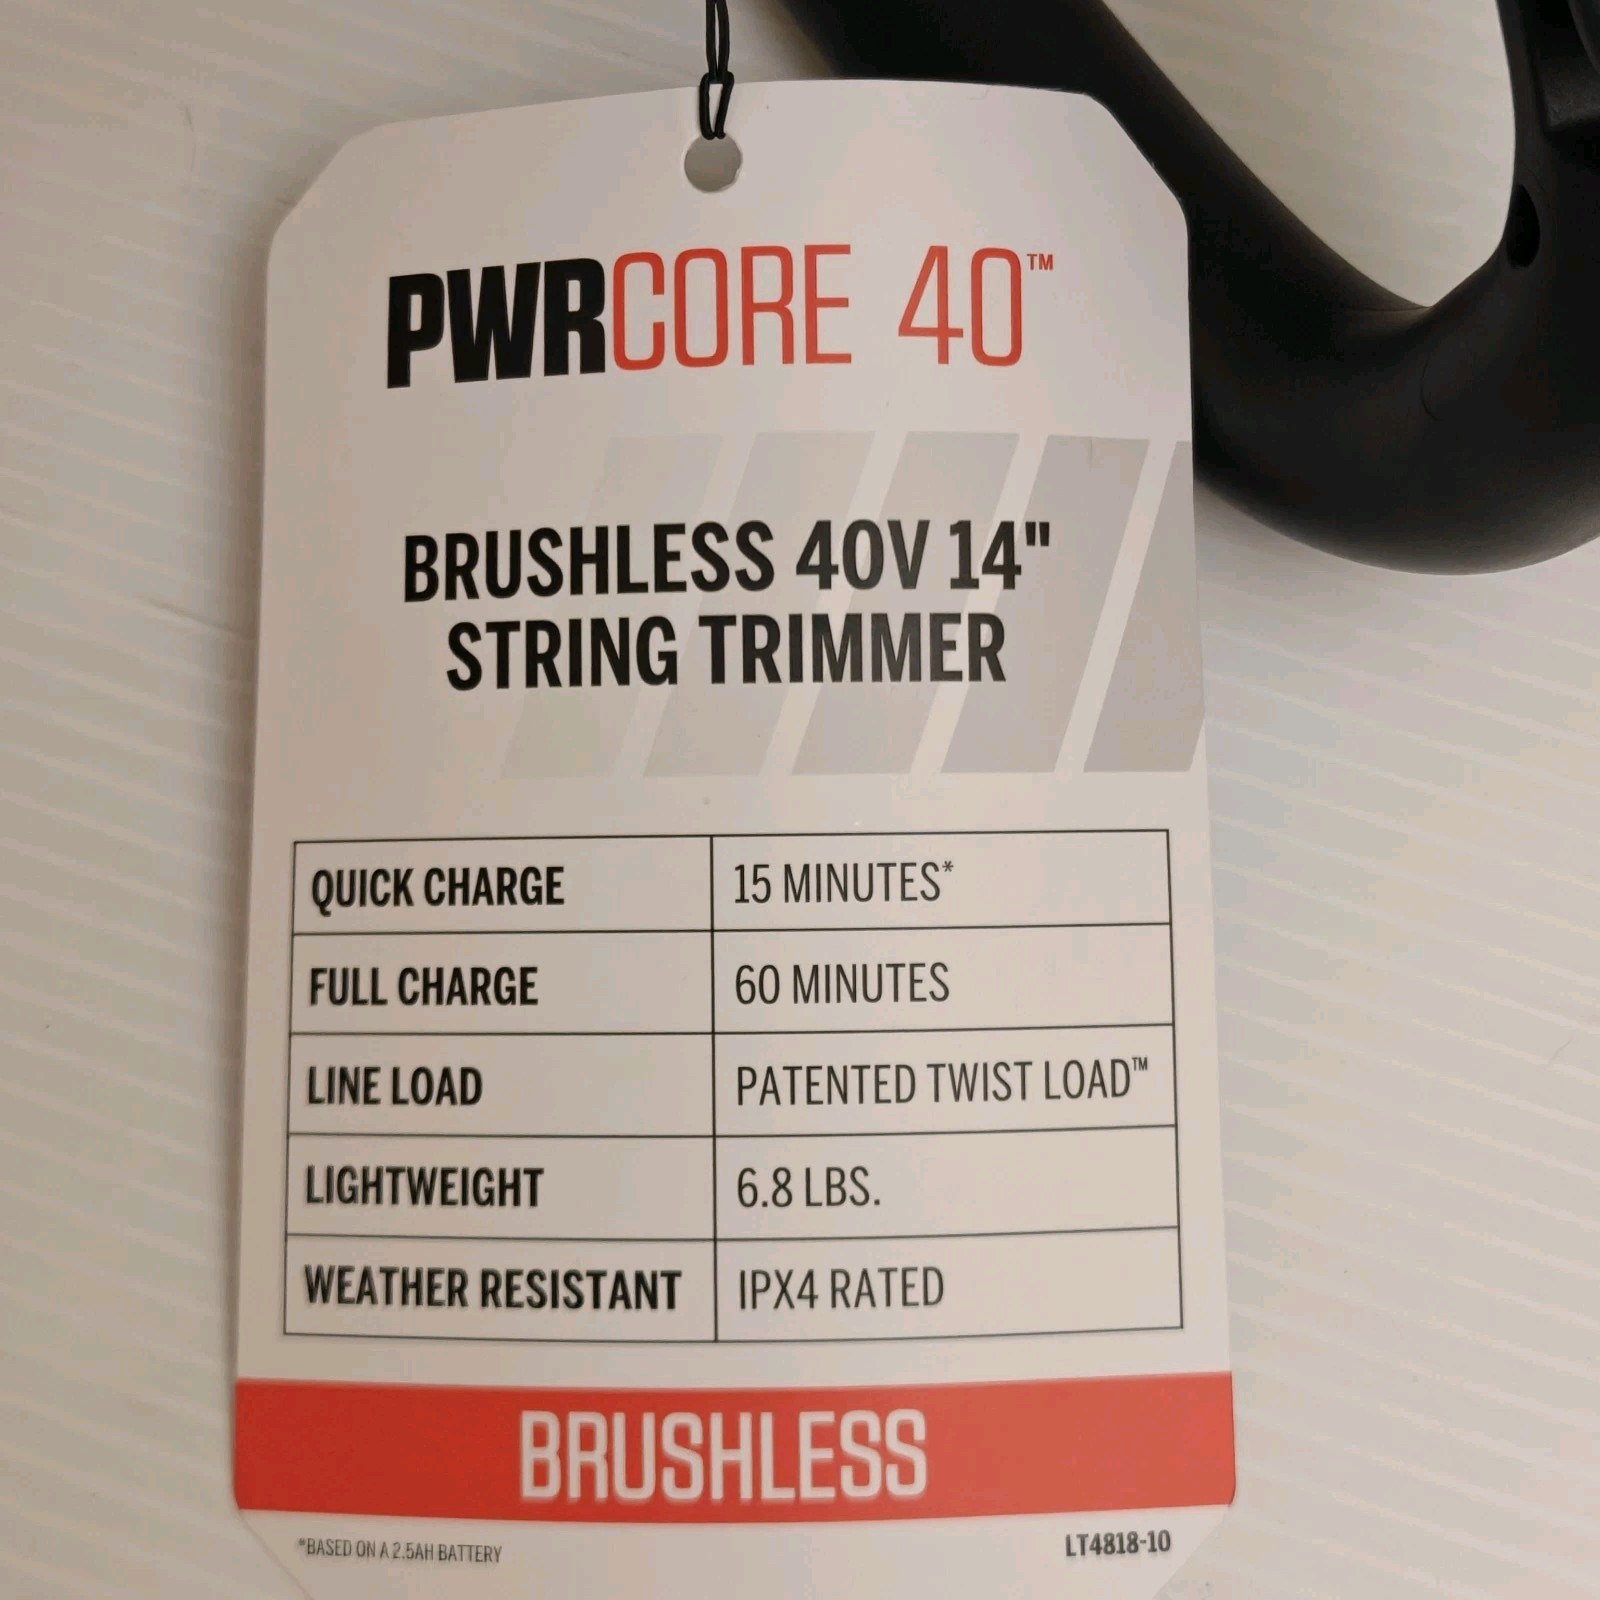 PWRCORE 40™
BRUSHLESS 40V 14"
STRING TRIMMER
QUICK CHARGE 15 MINUTES*
FULL CHARGE 60 MINUTES
LINE LOAD PATENTED TWIST LOAD™
LIGHTWEIGHT 6.8 LBS.
WEATHER RESISTANT IPX4 RATED
BRUSHLESS
*BASED ON A 2.5AH BATTERY LT4818-10